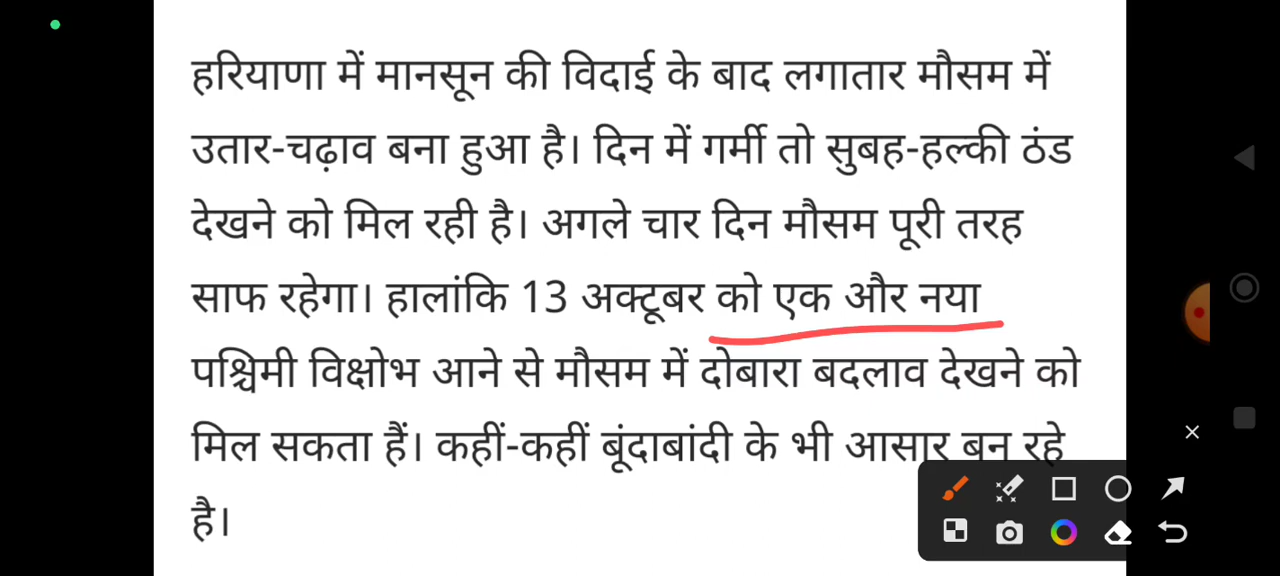 हरियाणा में मानसून की विदाई के बाद लगातार मौसम में
उतार-चढ़ाव बना हुआ है। दिन में गर्मी तो सुबह-हल्की ठंड
देखने को मिल रही है। अगले चार दिन मौसम पूरी तरह
साफ रहेगा। हालांकि 13 अक्टूबर को एक और नया
पश्चिमी विक्षोभ आने से मौसम में दोबारा बदलाव देखने को
मिल सकता हैं। कहीं-कहीं बूंदाबांदी के भी आसार बन रहे
है।